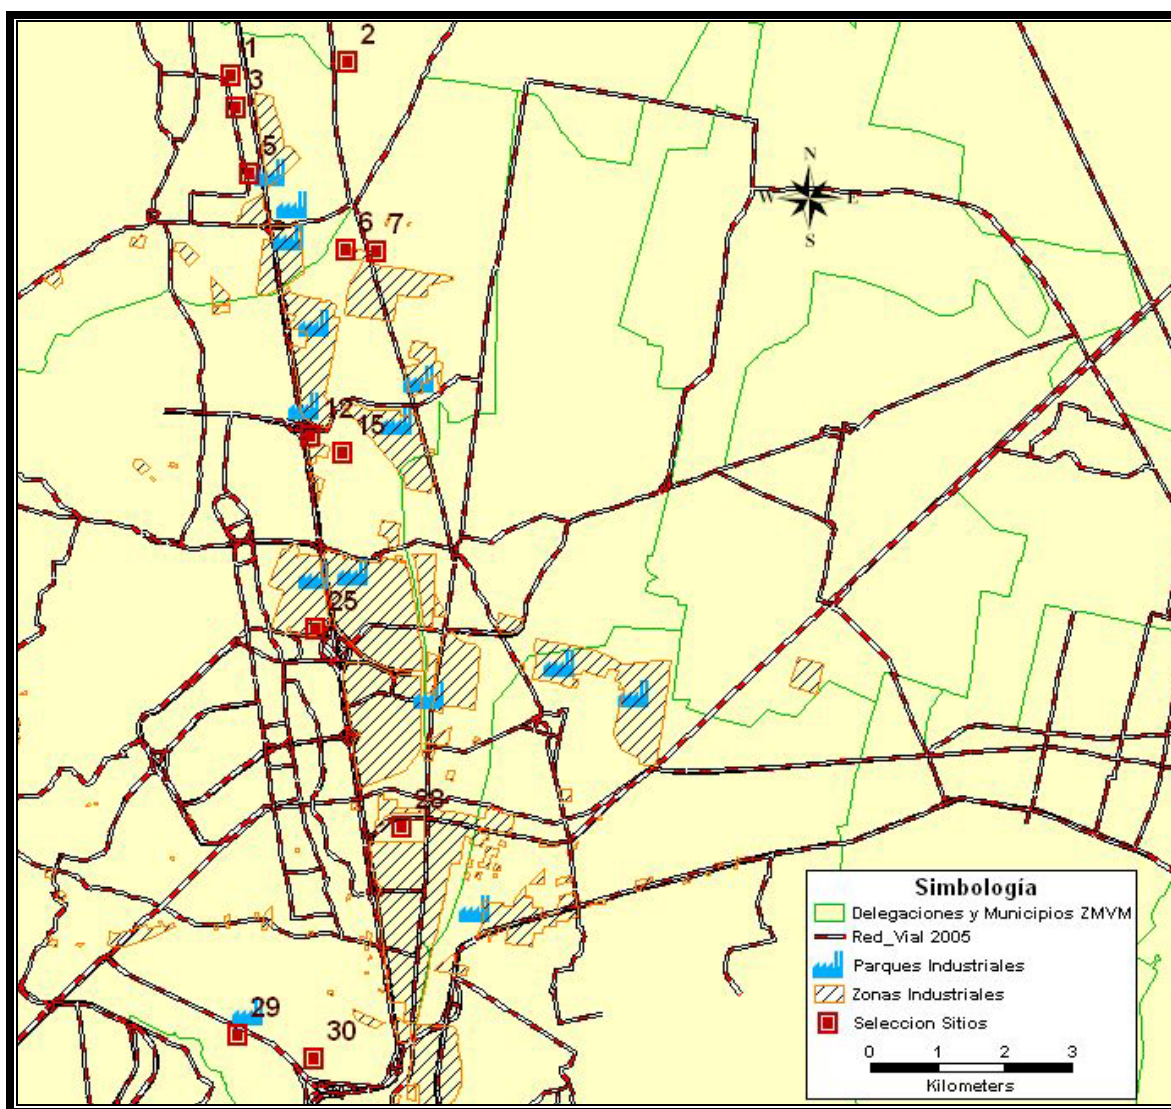 1
2
3
5
6
7
12
15
25
28
29
30
N
W
E
S
Simbología
Delegaciones y Municipios ZMVM
Red_Vial 2005
Parques Industriales
Zonas Industriales
Seleccion Sitios
0 1 2 3
Kilometers